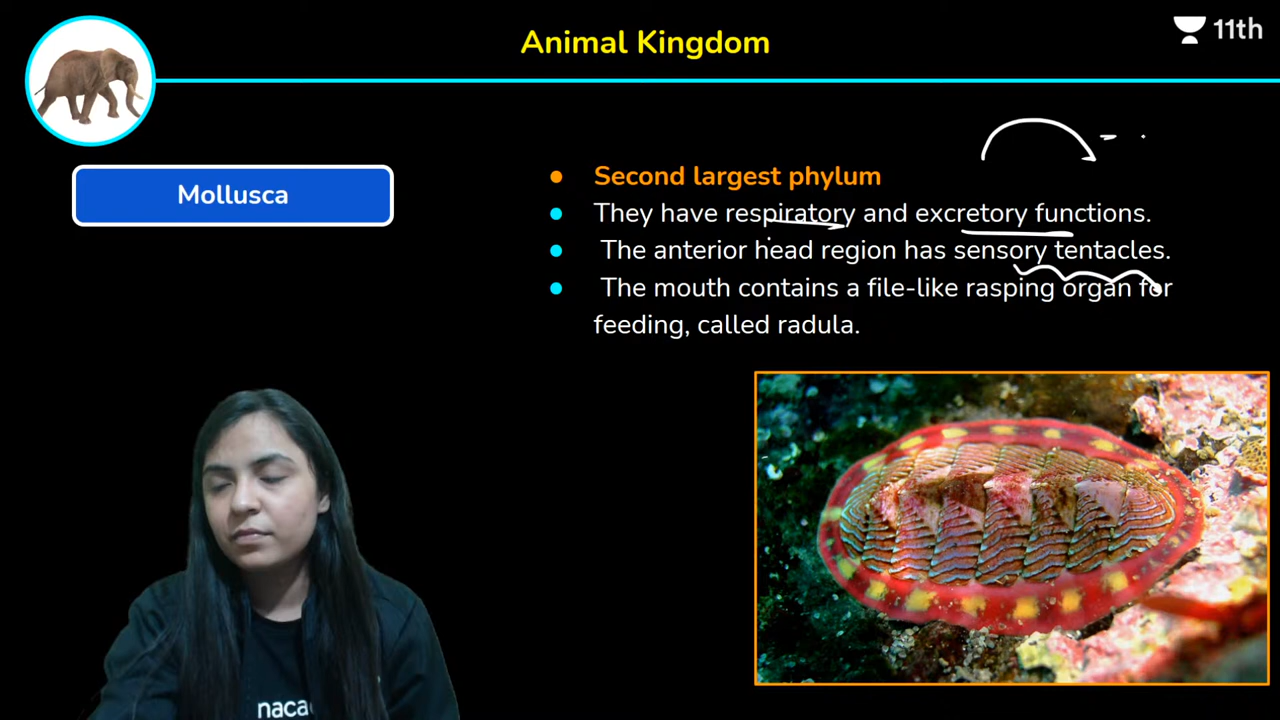 Animal Kingdom
11th
Mollusca
Second largest phylum
They have respiratory and excretory functions.
The anterior head region has sensory tentacles.
The mouth contains a file-like rasping organ for
feeding, called radula.